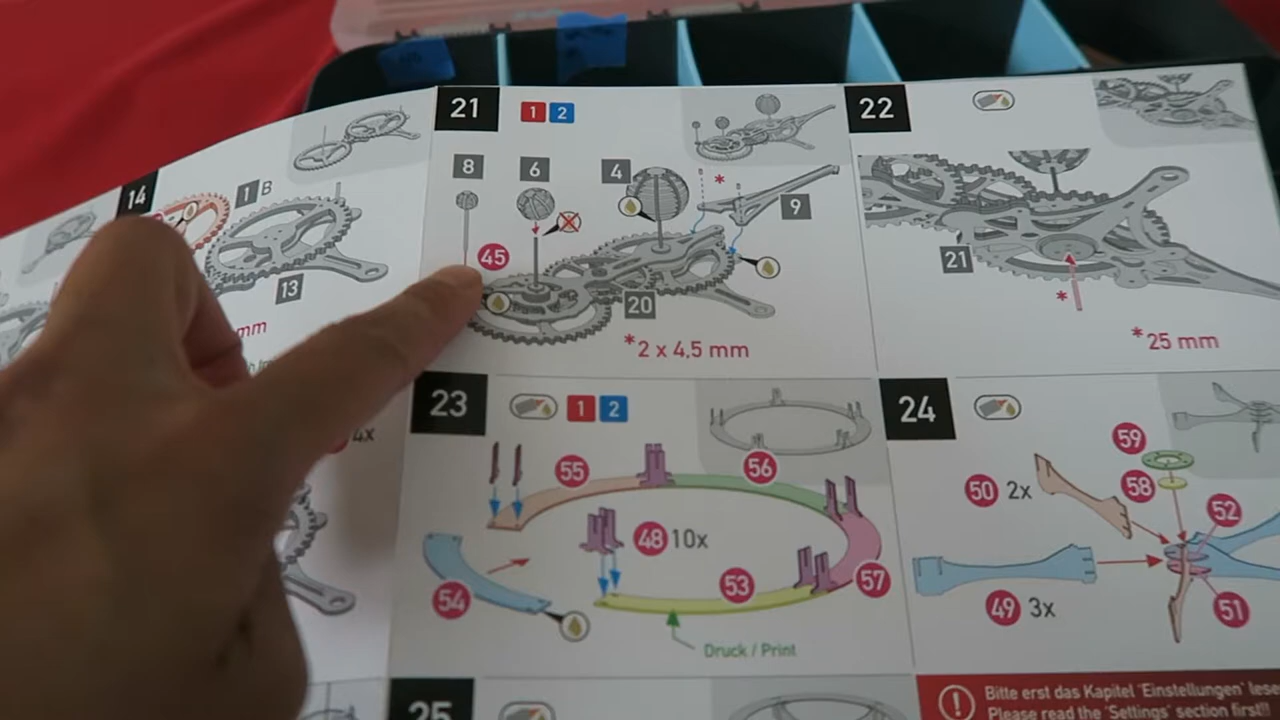 14
1 B
13
mm
4x
21
1 2
8
6
4
9
45
20
*2 x 4,5 mm
22
21
*
*25 mm
23
1 2
55
56
48 10x
54
53
57
Druck / Print
24
59
50 2x
58
52
49 3x
51
25
Bitte erst das Kapitel 'Einstellungen'
Please read the 'Settings' section first!!